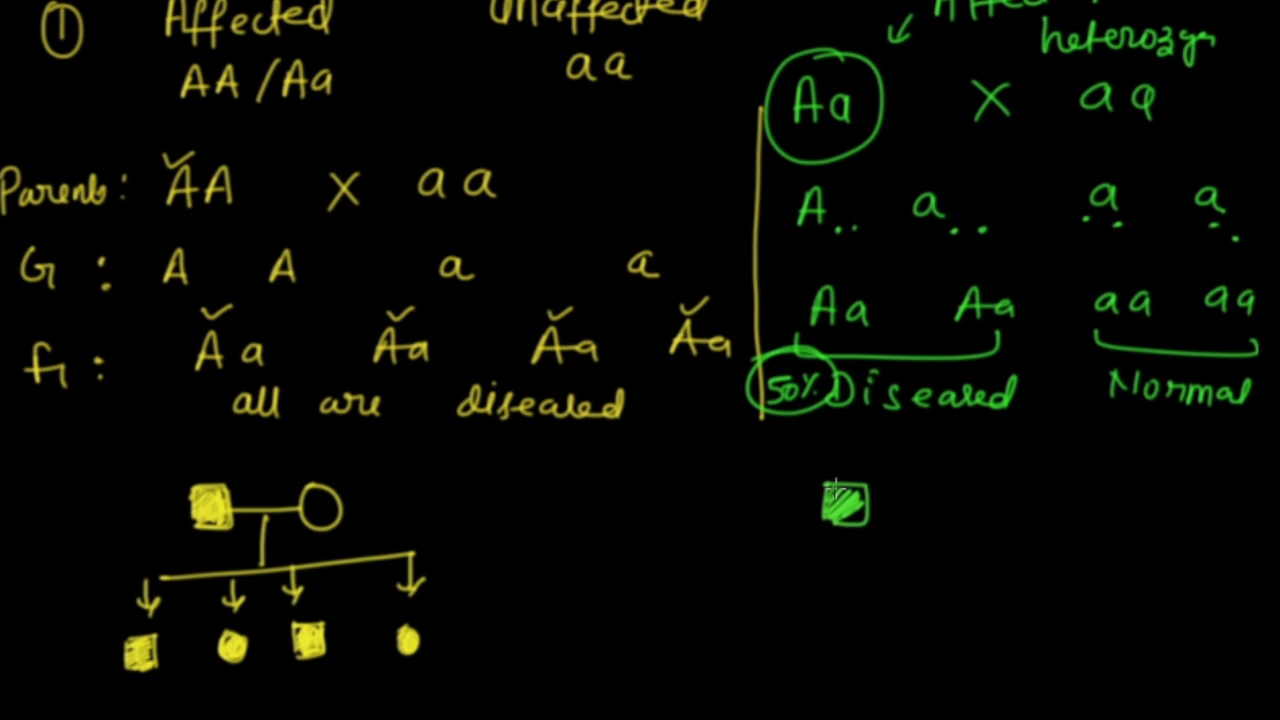 ① Affected Unaffected
AA / Aa aa
Parents: AA X aa
G : A A a a
F1 : Aa Aa Aa Aa
all are diseased
heterozyg
Aa X aa
A a a a
Aa Aa aa aa
50% Diseased Normal